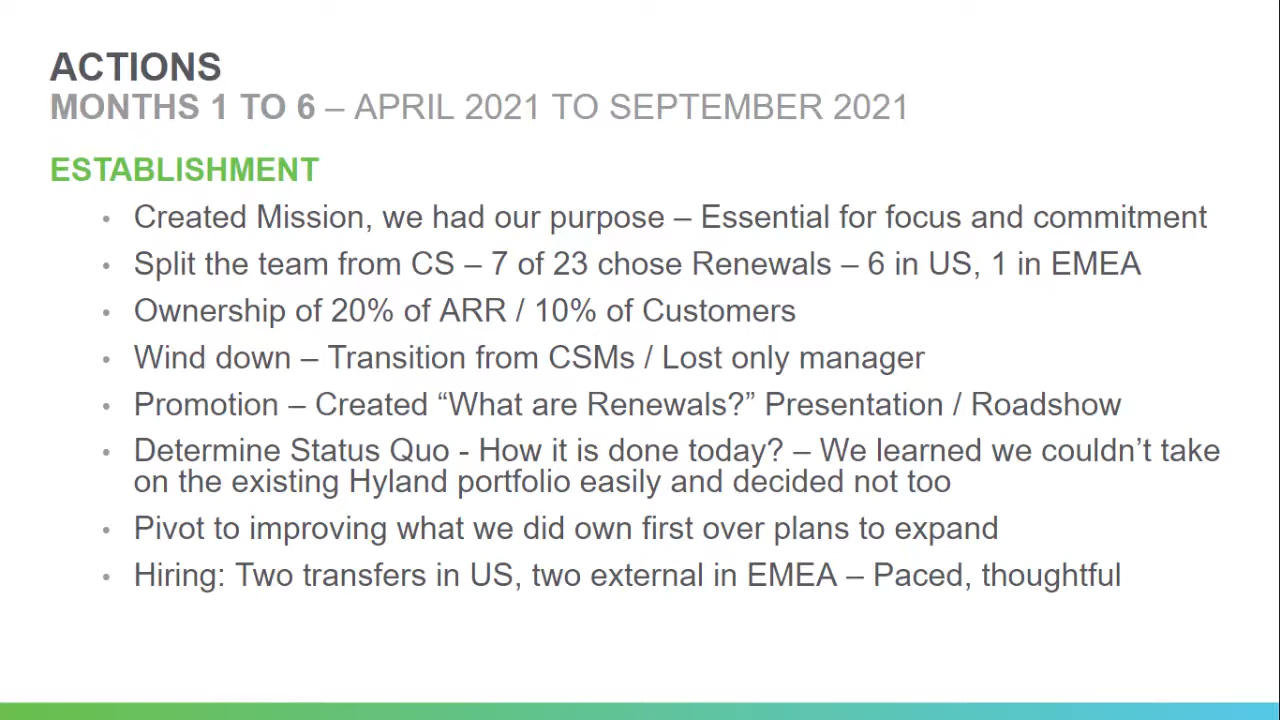 ACTIONS
MONTHS 1 TO 6 – APRIL 2021 TO SEPTEMBER 2021
ESTABLISHMENT
• Created Mission, we had our purpose – Essential for focus and commitment
• Split the team from CS – 7 of 23 chose Renewals – 6 in US, 1 in EMEA
• Ownership of 20% of ARR / 10% of Customers
• Wind down – Transition from CSMs / Lost only manager
• Promotion – Created “What are Renewals?” Presentation / Roadshow
• Determine Status Quo - How it is done today? – We learned we couldn’t take
on the existing Hyland portfolio easily and decided not too
• Pivot to improving what we did own first over plans to expand
• Hiring: Two transfers in US, two external in EMEA – Paced, thoughtful